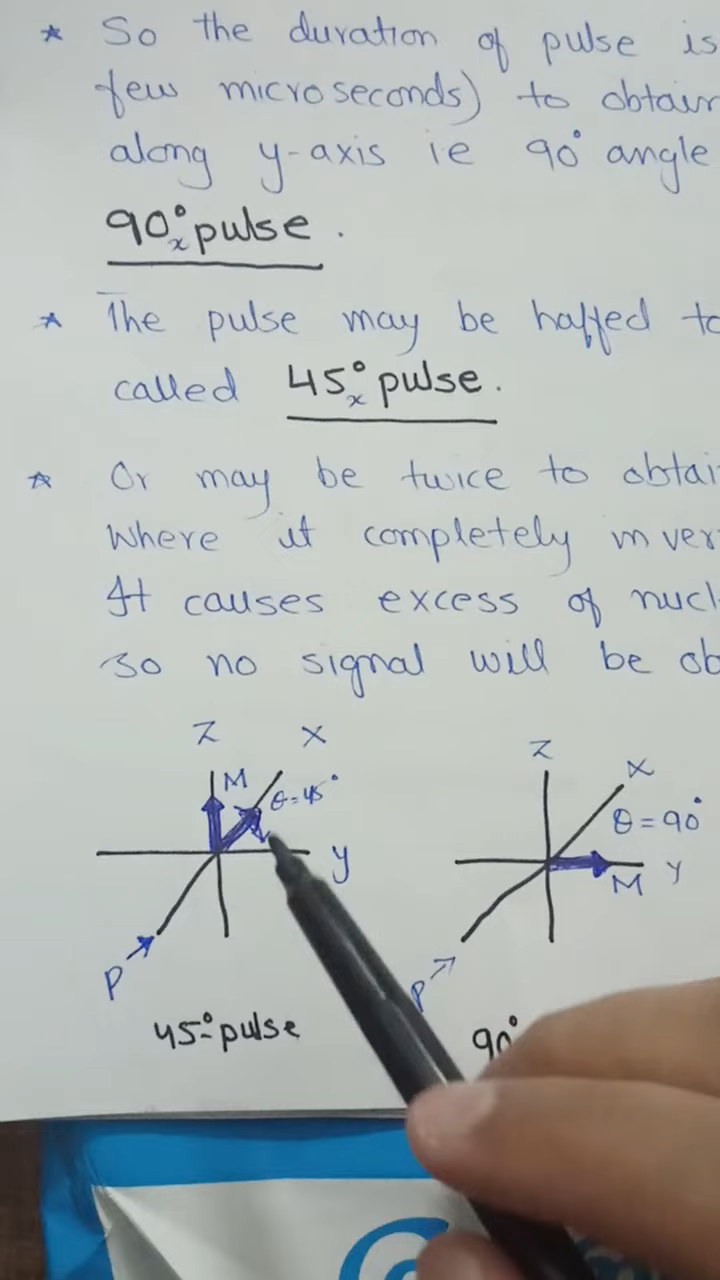 * So the duration of pulse is
few microseconds) to obtain
along y-axis ie 90° angle
90°x pulse.
* The pulse may be halfed to
called 45°x pulse.
* Or may be twice to obtai
Where it completely inver
It causes excess of nucl
so no signal will be ob
Z X
M
θ=45°
y
P
45° pulse
Z
X
θ=90°
M Y
P
90°